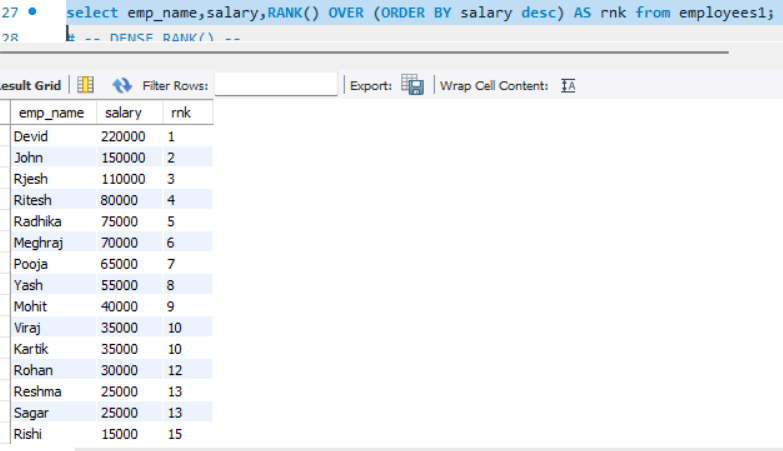 27 select emp_name,salary,RANK() OVER (ORDER BY salary desc) AS rnk from employees1;
28 # -- DENSE_RANK() --
esult Grid Filter Rows: Export: Wrap Cell Content: IA
emp_name salary rnk
Devid 220000 1
John 150000 2
Rjesh 110000 3
Ritesh 80000 4
Radhika 75000 5
Meghraj 70000 6
Pooja 65000 7
Yash 55000 8
Mohit 40000 9
Viraj 35000 10
Kartik 35000 10
Rohan 30000 12
Reshma 25000 13
Sagar 25000 13
Rishi 15000 15